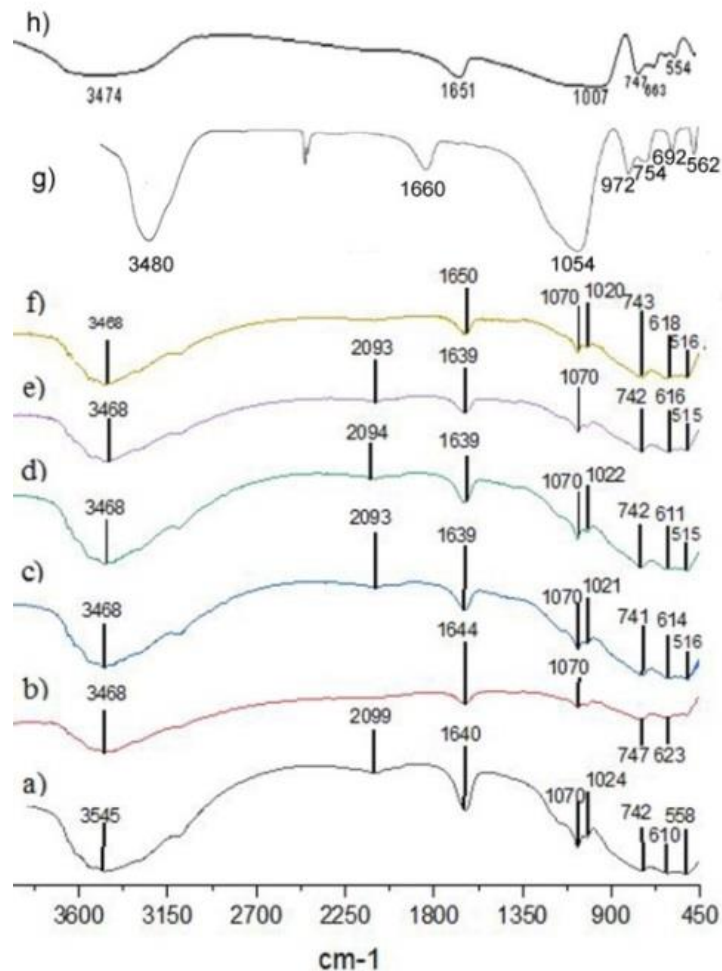 h)
3474 1651 1007 747 663 554
g)
3480 1660 1054 972 754 692 562
f)
3468 1650 1070 1020 743 618 516
e)
3468 2093 1639 1070 742 616 515
d)
3468 2094 1639 1070 1022 742 611 515
c)
3468 2093 1639 1070 1021 741 614 516
b)
3468 1644 1070 747 623
a)
3545 2099 1640 1070 1024 742 610 558
3600 3150 2700 2250 1800 1350 900 450
cm-1